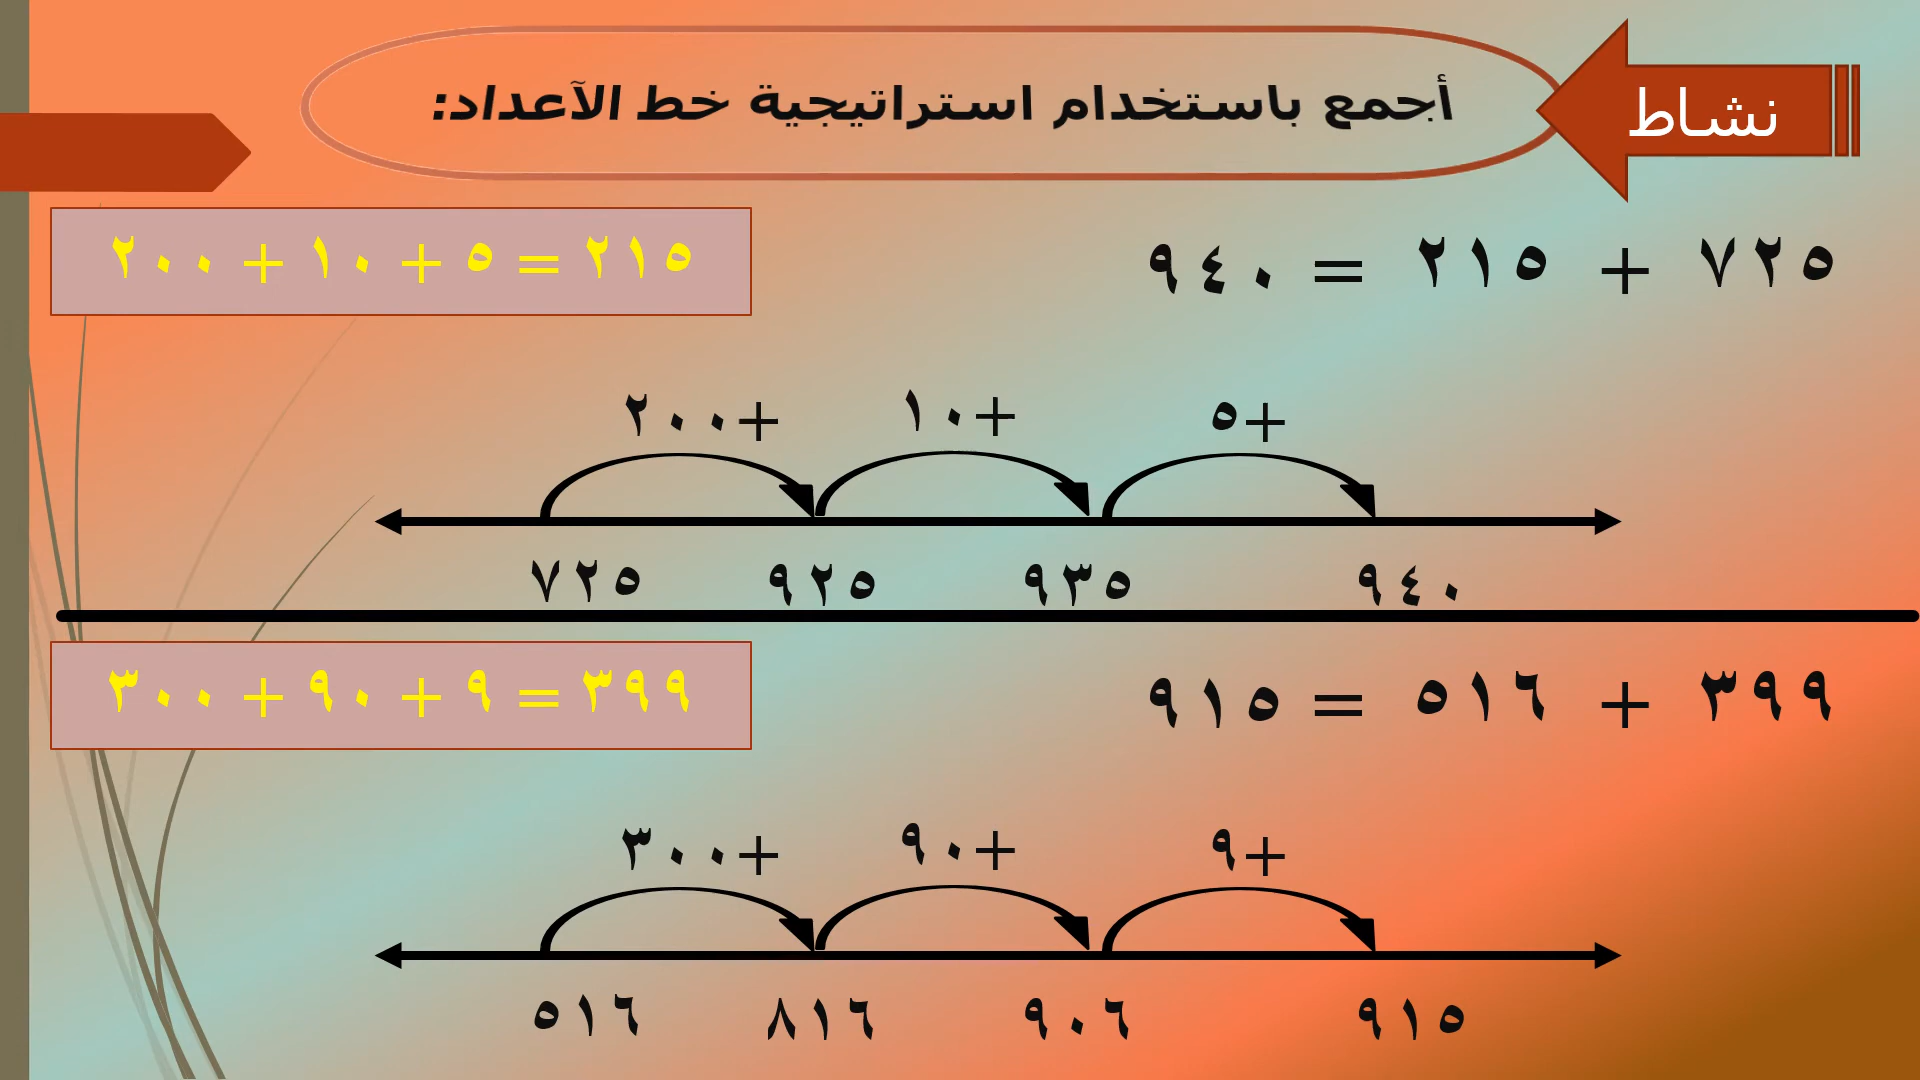 نشاط
أجمع باستخدام استراتيجية خط الآعداد:
٧٢٥ + ٢١٥ = ٩٤٠
٢٠٠ + ١٠ + ٥ = ٢١٥
٢٠٠+ ١٠+ ٥+
٧٢٥ ٩٢٥ ٩٣٥ ٩٤٠
٣٩٩ + ٥١٦ = ٩١٥
٣٠٠ + ٩٠ + ٩ = ٣٩٩
٣٠٠+ ٩٠+ ٩+
٥١٦ ٨١٦ ٩٠٦ ٩١٥